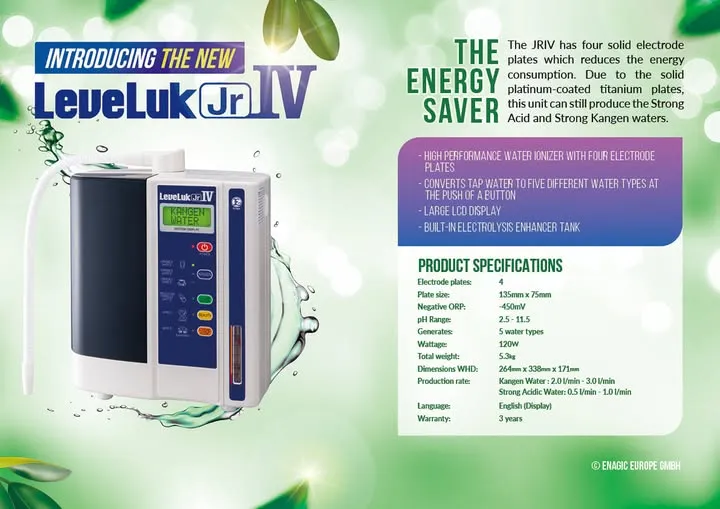 INTRODUCING THE NEW
LeveLuk Jr IV
LeveLuk Jr IV
KANGEN
WATER
THE
ENERGY
SAVER
The JRIV has four solid electrode
plates which reduces the energy
consumption. Due to the solid
platinum-coated titanium plates,
this unit can still produce the Strong
Acid and Strong Kangen waters.
- HIGH PERFORMANCE WATER IONIZER WITH FOUR ELECTRODE
PLATES
- CONVERTS TAP WATER TO FIVE DIFFERENT WATER TYPES AT
THE PUSH OF A BUTTON
- LARGE LCD DISPLAY
- BUILT-IN ELECTROLYSIS ENHANCER TANK
PRODUCT SPECIFICATIONS
Electrode plates: 4
Plate size: 135mm x 75mm
Negative ORP: -450mV
pH Range: 2.5 - 11.5
Generates: 5 water types
Wattage: 120W
Total weight: 5.3kg
Dimensions WHD: 264mm x 338mm x 171mm
Production rate: Kangen Water : 2.0 l/min - 3.0 l/min
Strong Acidic Water: 0.5 l/min - 1.0 l/min
Language: English (Display)
Warranty: 3 years
© ENAGIC EUROPE GMBH